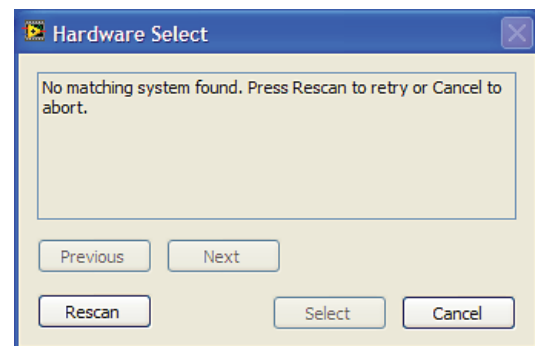 Hardware Select
No matching system found. Press Rescan to retry or Cancel to
abort.
Previous Next
Rescan Select Cancel